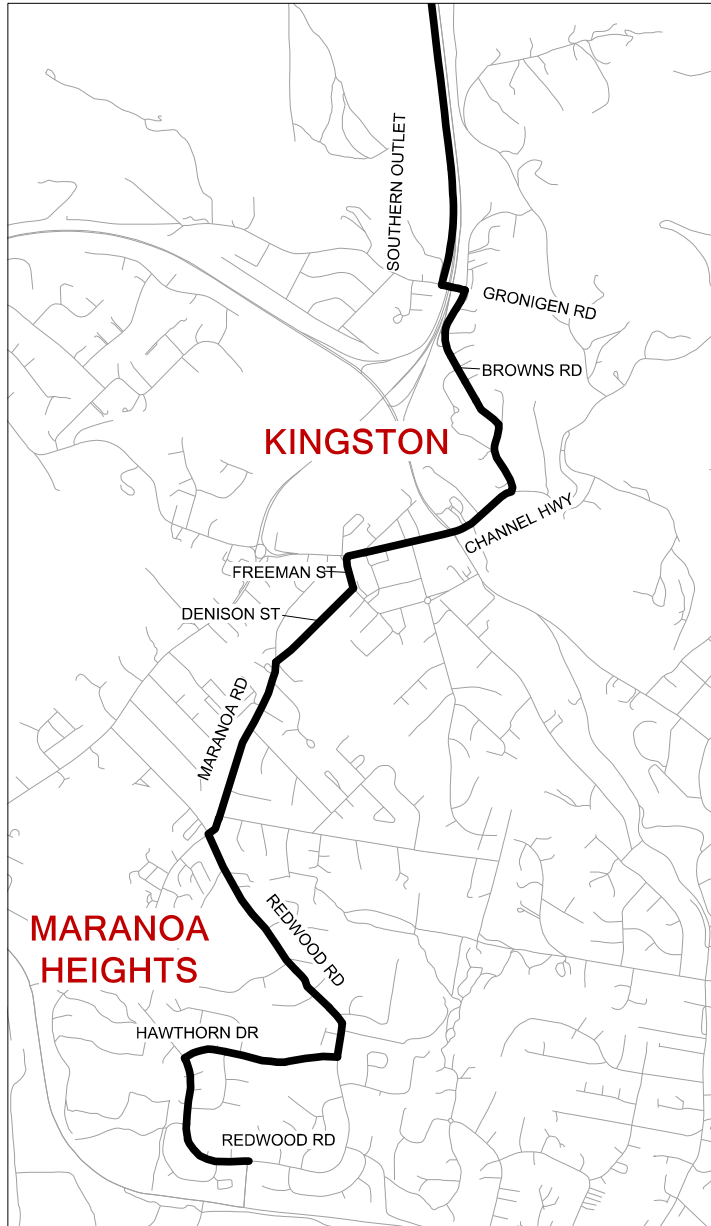 SOUTHERN OUTLET
GRONIGEN RD
BROWNS RD
KINGSTON
CHANNEL HWY
FREEMAN ST
DENISON ST
MARANOA RD
REDWOOD RD
MARANOA
HEIGHTS
HAWTHORN DR
REDWOOD RD